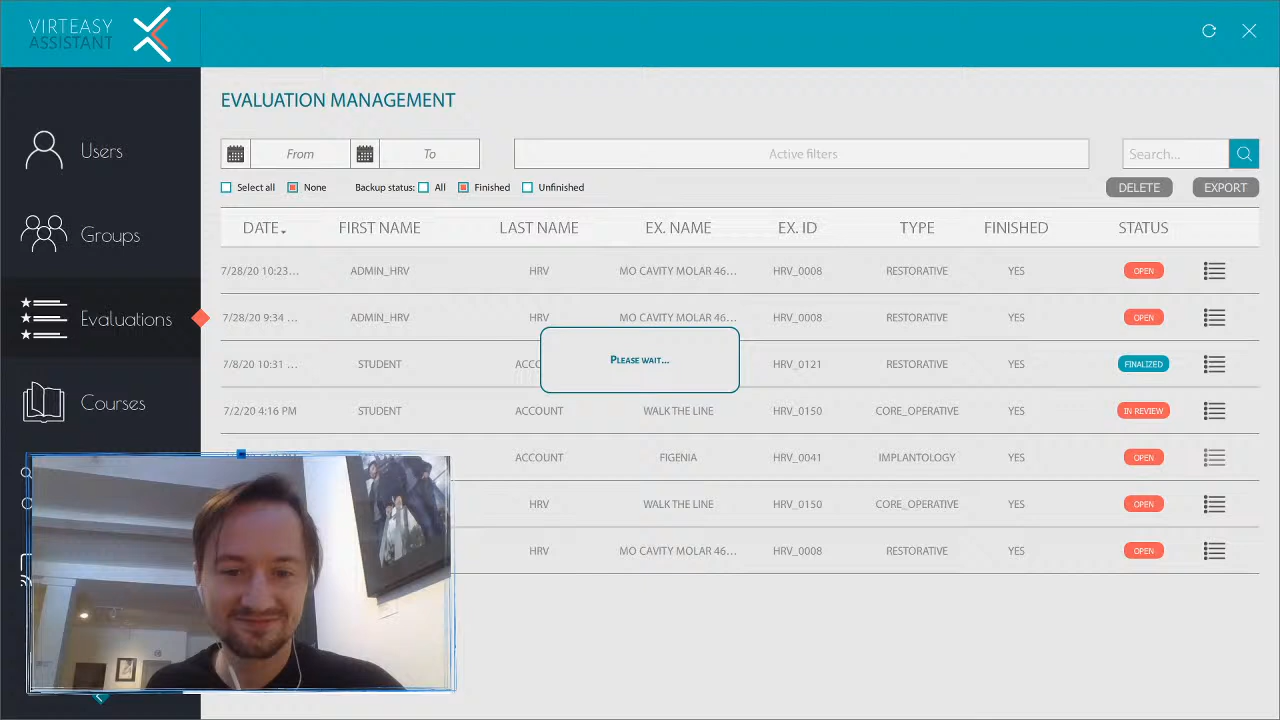 VIRTEASY
ASSISTANT
EVALUATION MANAGEMENT
Users
Groups
Evaluations
Courses
From To Active filters Search...
Select all None Backup status: All Finished Unfinished DELETE EXPORT
DATE FIRST NAME LAST NAME EX. NAME EX. ID TYPE FINISHED STATUS
7/28/20 10:23... ADMIN_HRV HRV MO CAVITY MOLAR 46... HRV_0008 RESTORATIVE YES OPEN
7/28/20 9:34 ... ADMIN_HRV HRV MO CAVITY MOLAR 46... HRV_0008 RESTORATIVE YES OPEN
Please wait...
7/8/20 10:31 ... STUDENT HRV_0121 RESTORATIVE YES FINALIZED
7/2/20 4:16 PM STUDENT ACCOUNT WALK THE LINE HRV_0150 CORE_OPERATIVE YES IN REVIEW
ACCOUNT FIGENIA HRV_0041 IMPLANTOLOGY YES OPEN
HRV WALK THE LINE HRV_0150 CORE_OPERATIVE YES OPEN
HRV MO CAVITY MOLAR 46... HRV_0008 RESTORATIVE YES OPEN